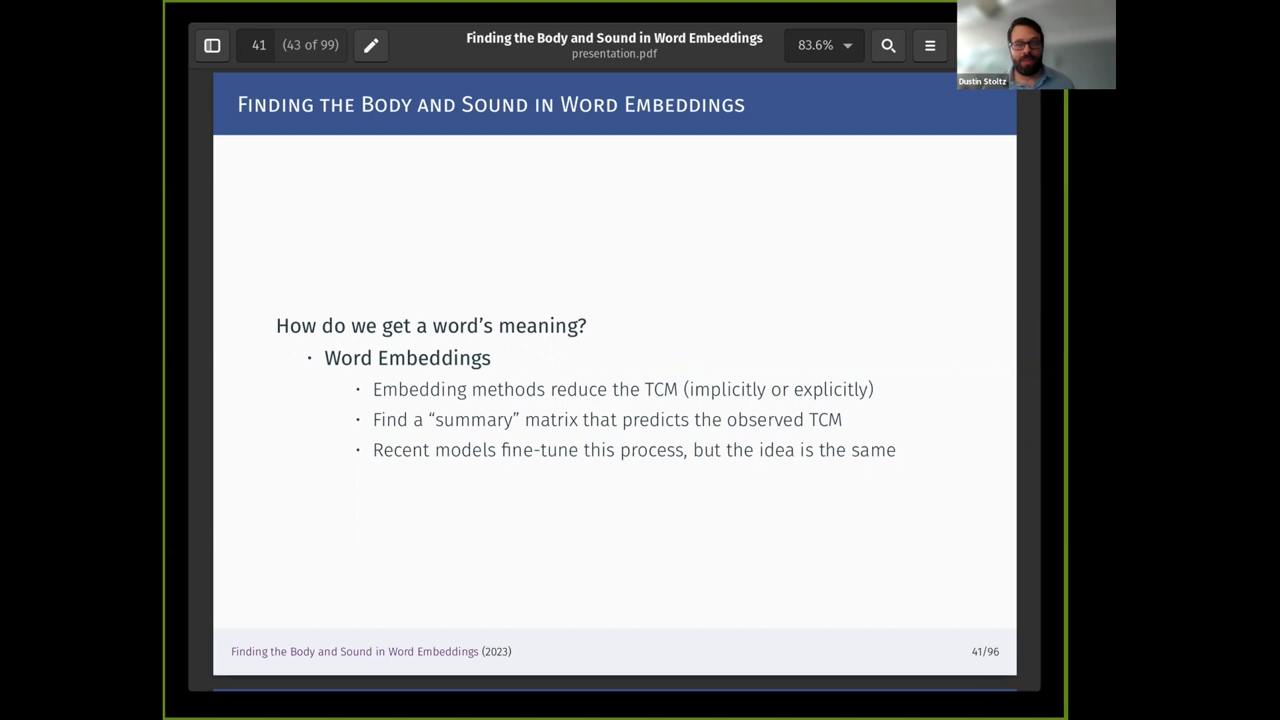 41 (43 of 99)
Finding the Body and Sound in Word Embeddings
presentation.pdf
83.6%
Dustin Stoltz
Finding the Body and Sound in Word Embeddings
How do we get a word's meaning?
• Word Embeddings
• Embedding methods reduce the TCM (implicitly or explicitly)
• Find a “summary” matrix that predicts the observed TCM
• Recent models fine-tune this process, but the idea is the same
Finding the Body and Sound in Word Embeddings (2023)
41/96